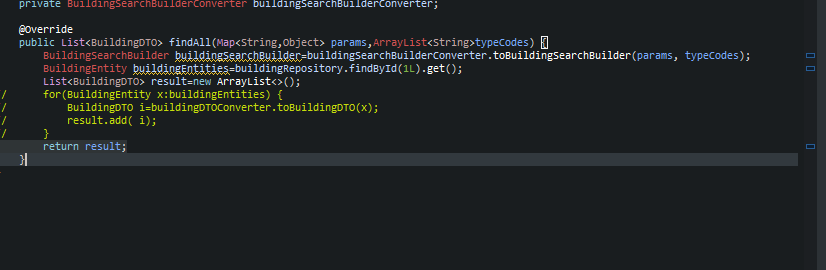 private BuildingSearchBuilderConverter buildingSearchBuilderConverter;
@Override
public List<BuildingDTO> findAll(Map<String,Object> params,ArrayList<String>typeCodes) {
BuildingSearchBuilder buildingSearchBuilder=buildingSearchBuilderConverter.toBuildingSearchBuilder(params, typeCodes);
BuildingEntity buildingEntities=buildingRepository.findById(1L).get();
List<BuildingDTO> result=new ArrayList<>();
/ for(BuildingEntity x:buildingEntities) {
/ BuildingDTO i=buildingDTOConverter.toBuildingDTO(x);
/ result.add( i);
/ }
return result;
}